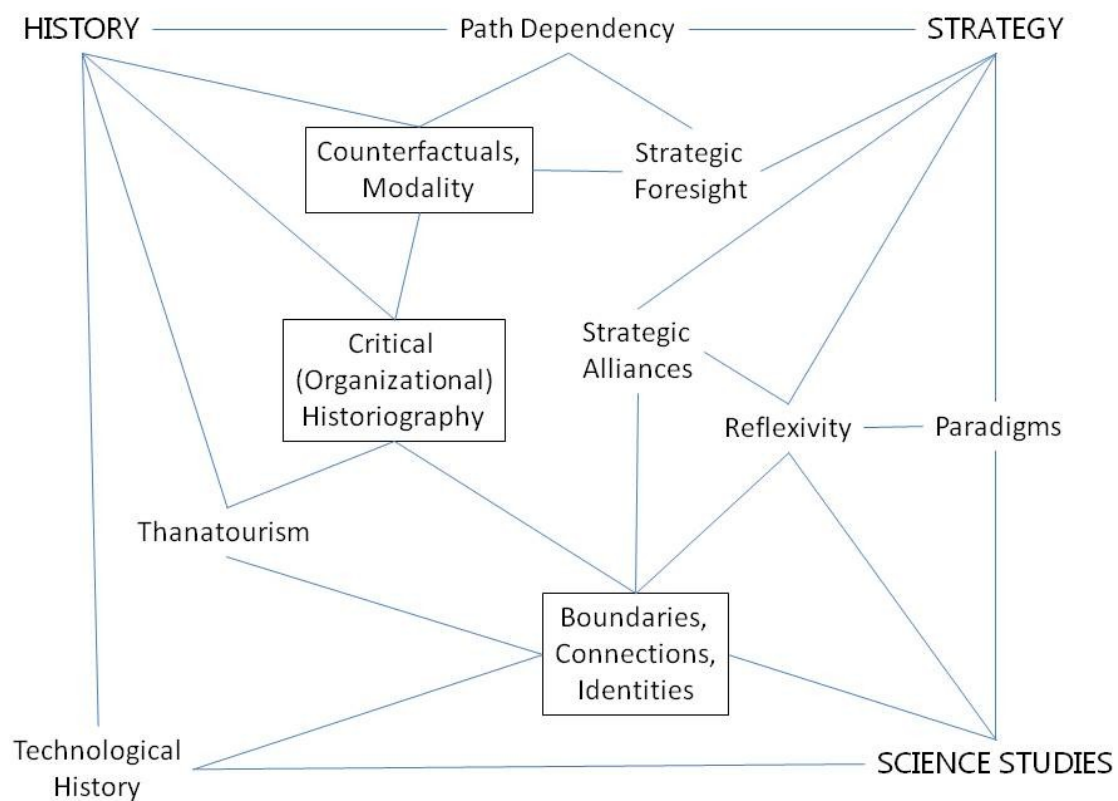 HISTORY
Path Dependency
STRATEGY
Counterfactuals,
Modality
Strategic
Foresight
Critical
(Organizational)
Historiography
Strategic
Alliances
Reflexivity
Paradigms
Thanatourism
Boundaries,
Connections,
Identities
Technological
History
SCIENCE STUDIES